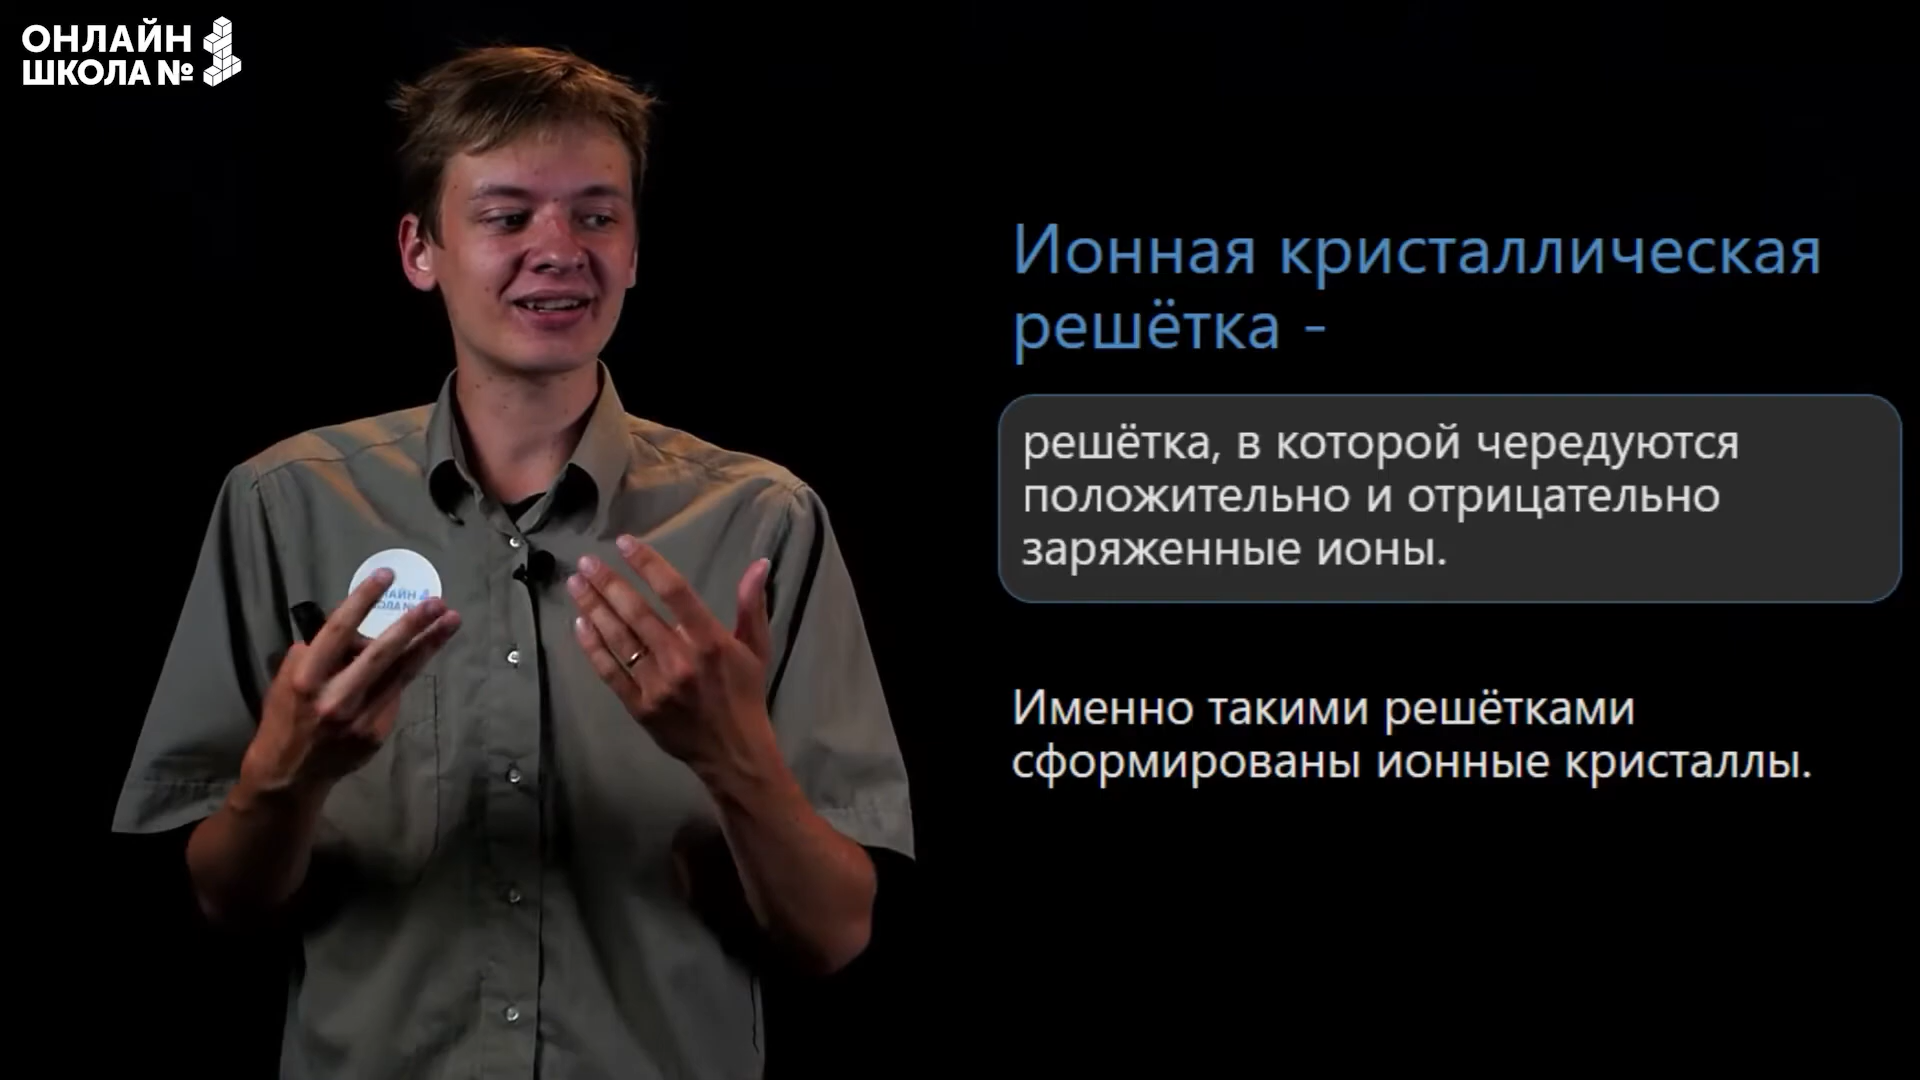 ОНЛАЙН
ШКОЛА №
Ионная кристаллическая
решётка -
решётка, в которой чередуются
положительно и отрицательно
заряженные ионы.
Именно такими решётками
сформированы ионные кристаллы.